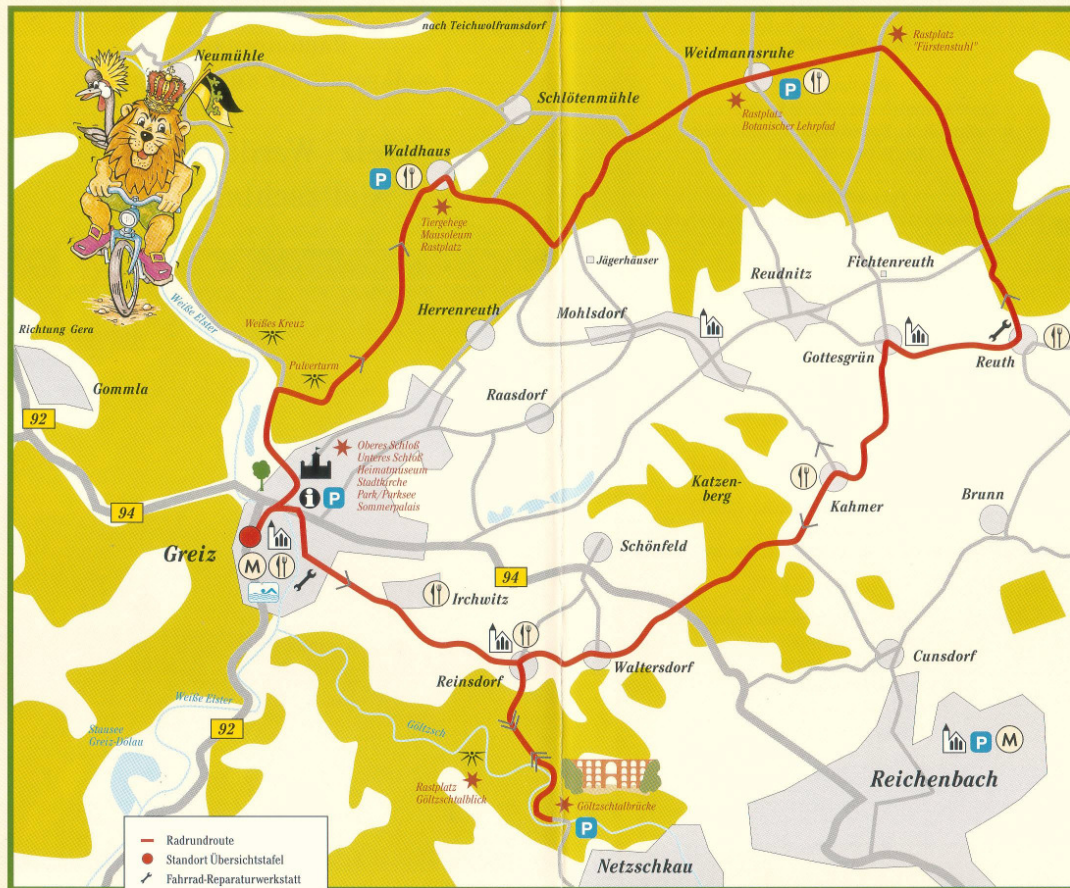 nach Teichwolframsdorf
Neumühle
Weidmannsruhe
Rastplatz
"Fürstenstuhl"
P
Schlötenmühle
Rastplatz
Botanischer Lehrpfad
Waldhaus
P
Tiergehege
Mausoleum
Rastplatz
Jägerhäuser
Reudnitz
Fichtenreuth
Weiße Elster
Herrenreuth
Mohlsdorf
Richtung Gera
Weißes Kreuz
Gottesgrün
Reuth
Pulverturm
Gommla
92
Raasdorf
Oberes Schloß
Unteres Schloß
Heimatmuseum
Stadtkirche
Park/Parksee
Sommerpalais
i P
Katzen-
berg
Kahmer
Brunn
94
Greiz
M
Schönfeld
94
Irchwitz
Reinsdorf
Waltersdorf
Cunsdorf
Weiße Elster
92
Göltzsch
Stausee
Greiz-Dölau
P M
Reichenbach
Rastplatz
Göltzschtalblick
Göltzschtalbrücke
P
Netzschkau
Radrundroute
Standort Übersichtstafel
Fahrrad-Reparaturwerkstatt